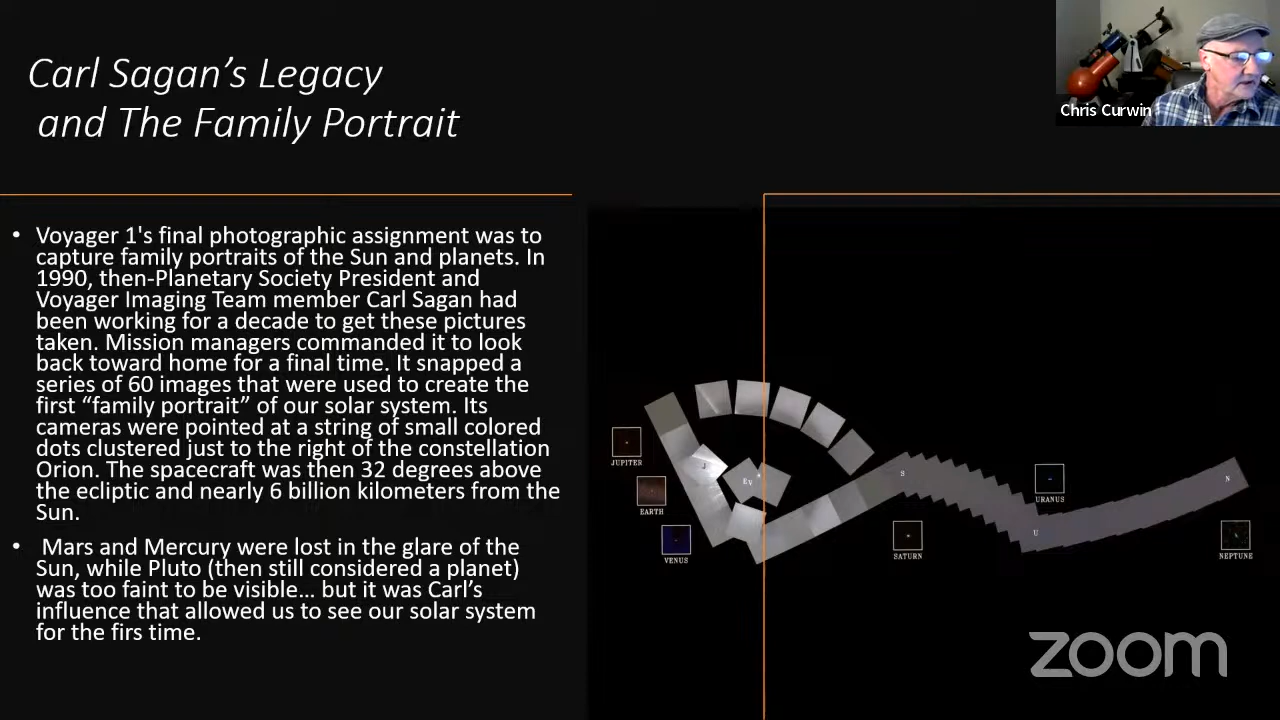 Carl Sagan's Legacy
and The Family Portrait
Chris Curwin
• Voyager 1's final photographic assignment was to
capture family portraits of the Sun and planets. In
1990, then-Planetary Society President and
Voyager Imaging Team member Carl Sagan had
been working for a decade to get these pictures
taken. Mission managers commanded it to look
back toward home for a final time. It snapped a
series of 60 images that were used to create the
first “family portrait” of our solar system. Its
cameras were pointed at a string of small colored
dots clustered just to the right of the constellation
Orion. The spacecraft was then 32 degrees above
the ecliptic and nearly 6 billion kilometers from the
Sun.
• Mars and Mercury were lost in the glare of the
Sun, while Pluto (then still considered a planet)
was too faint to be visible… but it was Carl’s
influence that allowed us to see our solar system
for the firs time.
JUPITER
EARTH
VENUS
J
E V
S
SATURN
URANUS
U
N
NEPTUNE
zoom